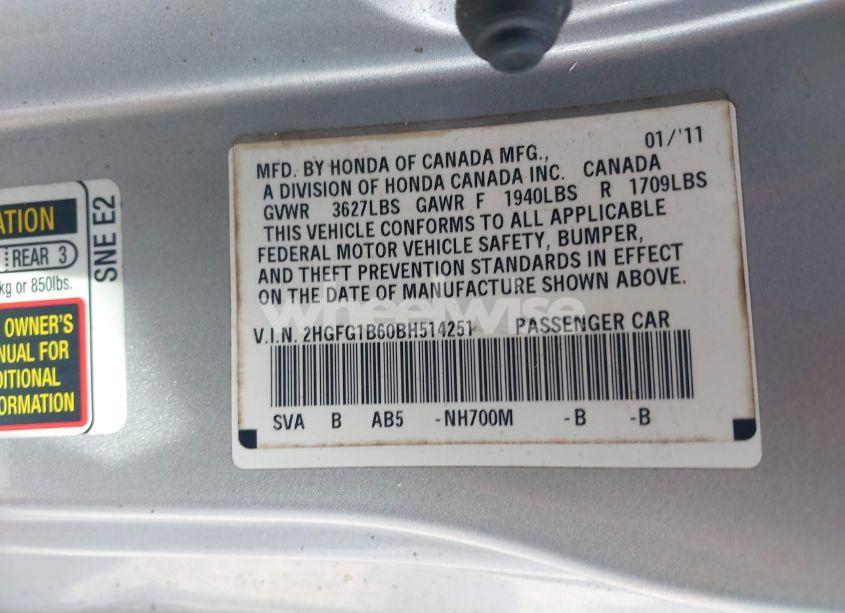 ATION
REAR 3
kg or 850lbs.
OWNER'S
NUAL FOR
DITIONAL
FORMATION
SNE E2
01/'11
MFD. BY HONDA OF CANADA MFG.,
A DIVISION OF HONDA CANADA INC. CANADA
GVWR 3627LBS GAWR F 1940LBS R 1709LBS
THIS VEHICLE CONFORMS TO ALL APPLICABLE
FEDERAL MOTOR VEHICLE SAFETY, BUMPER,
AND THEFT PREVENTION STANDARDS IN EFFECT
ON THE DATE OF MANUFACTURE SHOWN ABOVE.
wheelwise
V.I.N. 2HGFG1B60BH514251 PASSENGER CAR
SVA B AB5 -NH700M -B -B